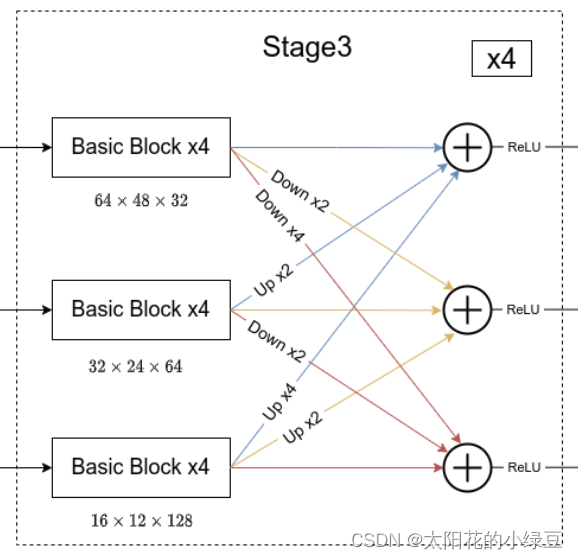 Stage3
x4
Basic Block x4
64 × 48 × 32
ReLU
Down x2
Down x4
Up x2
Basic Block x4
32 × 24 × 64
ReLU
Down x2
Up x4
Up x2
Basic Block x4
16 × 12 × 128
ReLU
CSDN @太阳花的小绿豆